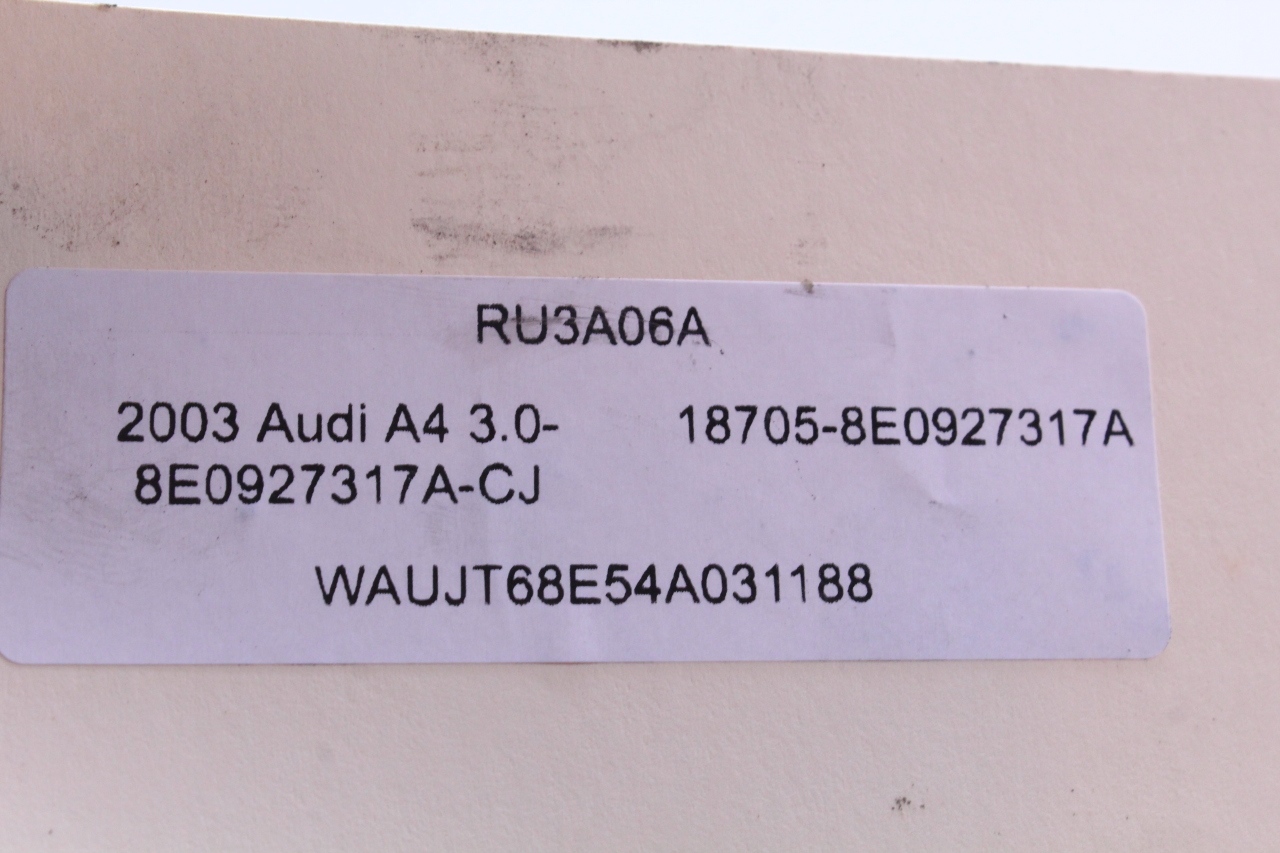 RU3A06A
2003 Audi A4 3.0- 18705-8E0927317A
8E0927317A-CJ
WAUJT68E54A031188